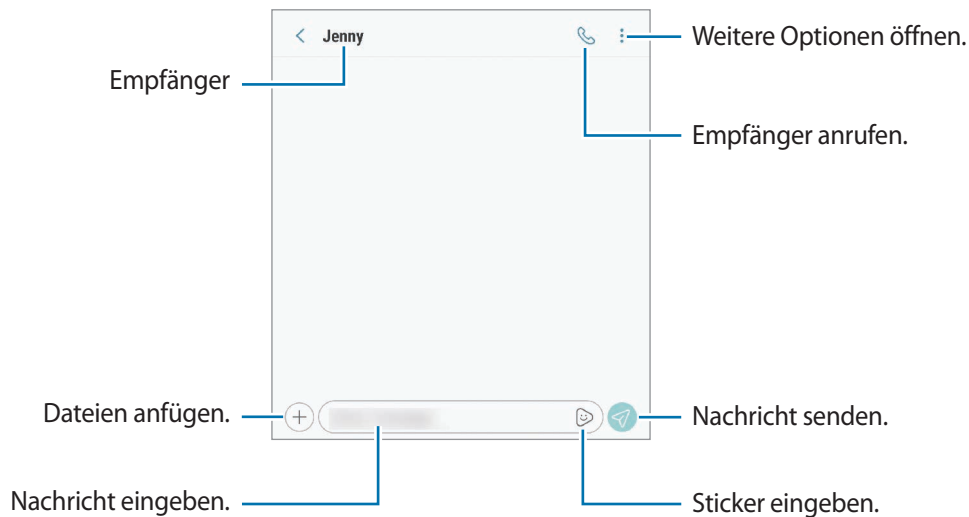 Jenny
Weitere Optionen öffnen.
Empfänger
Empfänger anrufen.
Dateien anfügen.
Nachricht senden.
Nachricht eingeben.
Sticker eingeben.